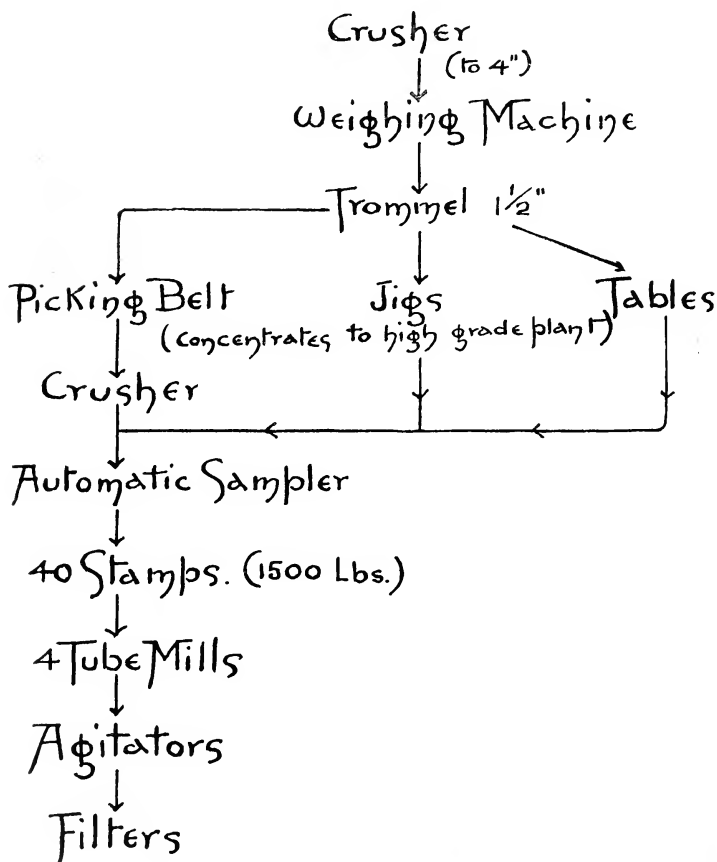 Crusher
(to 4")
Weighing Machine
Trommel 1½"
Picking Belt
Jigs
Tables
(concentrates to high grade plant)
Crusher
Automatic Sampler
40 Stamps. (1500 Lbs.)
4 Tube Mills
Agitators
Filters